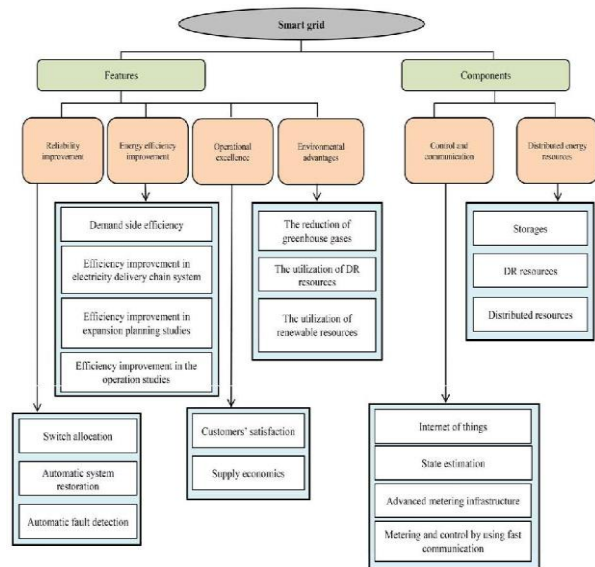 Smart grid
Features
Components
Reliability
improvement
Energy efficiency
improvement
Operational
excellence
Environmental
advantages
Control and
communication
Distributed energy
resources
Demand side efficiency
Efficiency improvement in
electricity delivery chain system
Efficiency improvement in
expansion planning studies
Efficiency improvement in the
operation studies
The reduction of
greenhouse gases
The utilization of DR
resources
The utilization of
renewable resources
Storages
DR resources
Distributed resources
Switch allocation
Automatic system
restoration
Automatic fault detection
Customers' satisfaction
Supply economics
Internet of things
State estimation
Advanced metering infrastructure
Metering and control by using fast
communication